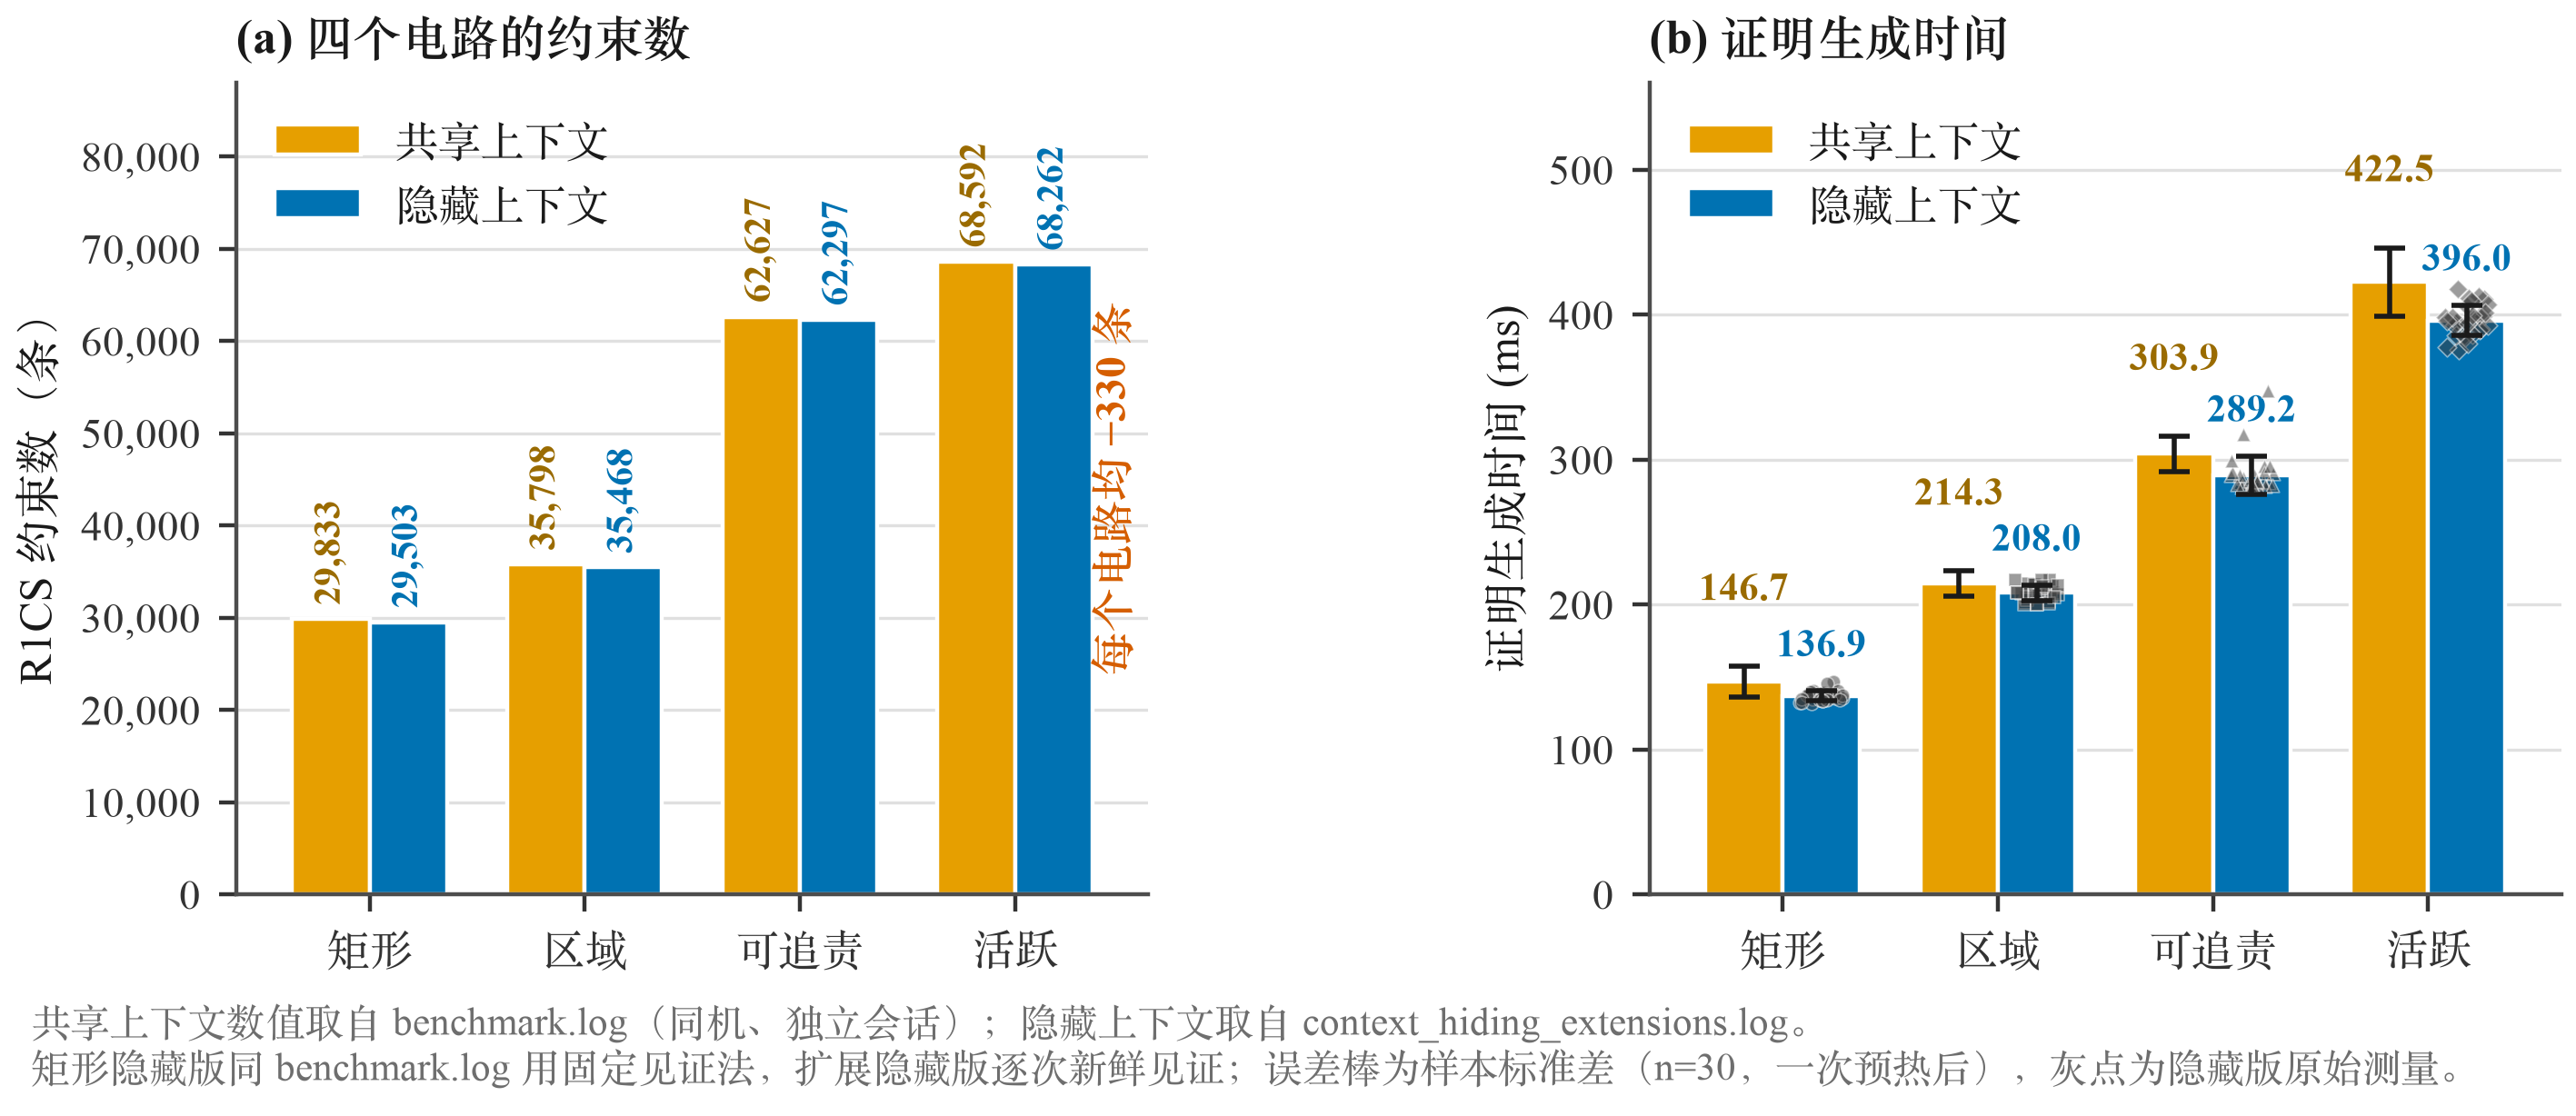 (a) 四个电路的约束数
共享上下文
隐藏上下文
R1CS 约束数（条）
80,000
70,000
60,000
50,000
40,000
30,000
20,000
10,000
0
29,833
29,503
35,798
35,468
62,627
62,297
68,592
68,262
每个电路均 −330 条
矩形
区域
可追责
活跃
(b) 证明生成时间
共享上下文
隐藏上下文
证明生成时间 (ms)
500
400
300
200
100
0
146.7
136.9
214.3
208.0
303.9
289.2
422.5
396.0
矩形
区域
可追责
活跃
共享上下文数值取自 benchmark.log（同机、独立会话）；隐藏上下文取自 context_hiding_extensions.log。
矩形隐藏版同 benchmark.log 用固定见证法，扩展隐藏版逐次新鲜见证；误差棒为样本标准差（n=30，一次预热后），灰点为隐藏版原始测量。